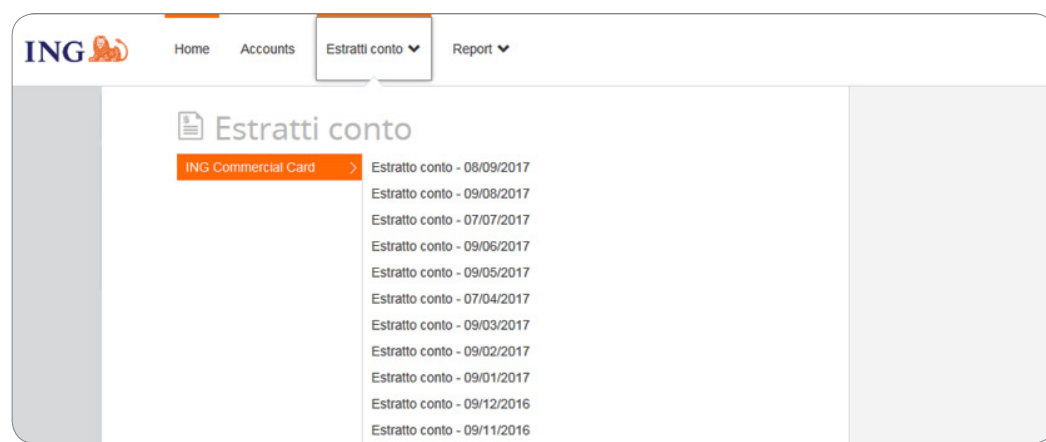 ING
Home Accounts Estratti conto Report
Estratti conto
ING Commercial Card
Estratto conto - 08/09/2017
Estratto conto - 09/08/2017
Estratto conto - 07/07/2017
Estratto conto - 09/06/2017
Estratto conto - 09/05/2017
Estratto conto - 07/04/2017
Estratto conto - 09/03/2017
Estratto conto - 09/02/2017
Estratto conto - 09/01/2017
Estratto conto - 09/12/2016
Estratto conto - 09/11/2016